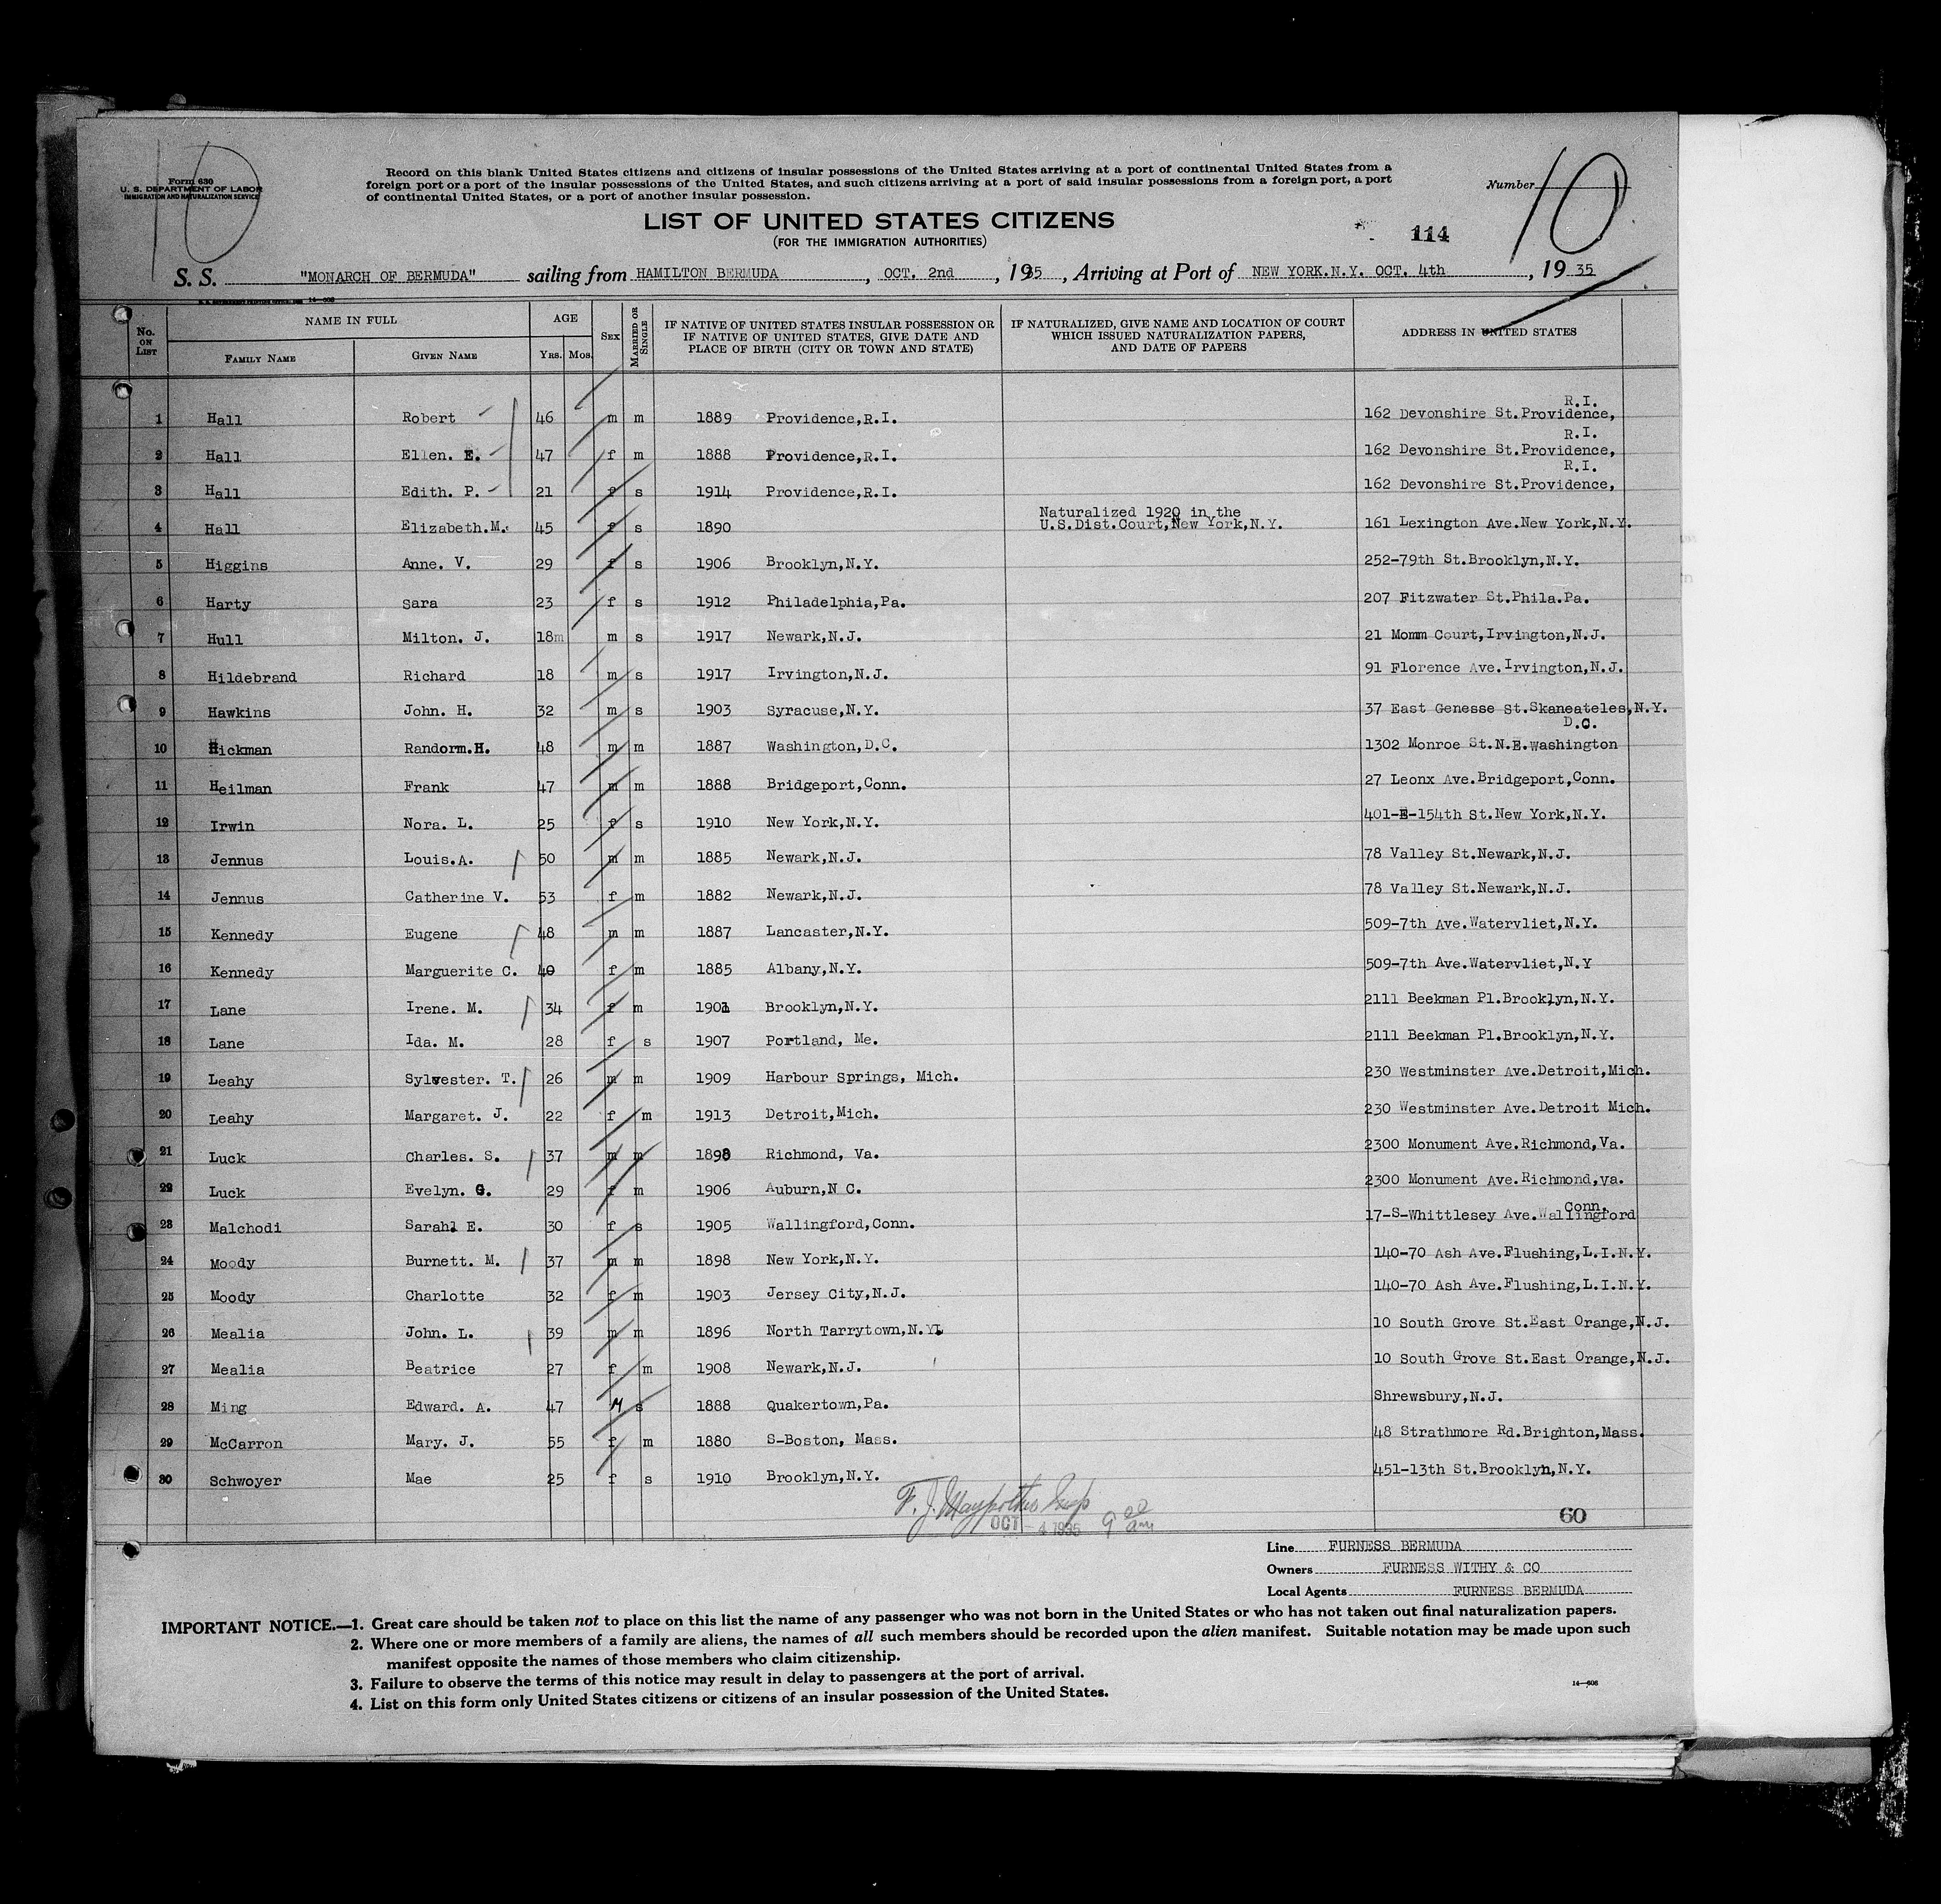 10
Form 630
U. S. DEPARTMENT OF LABOR
IMMIGRATION AND NATURALIZATION SERVICE
Record on this blank United States citizens and citizens of insular possessions of the United States arriving at a port of continental United States from a
foreign port or a port of the insular possessions of the United States, and such citizens arriving at a port of said insular possessions from a foreign port, a port
of continental United States, or a port of another insular possession.
Number 10
LIST OF UNITED STATES CITIZENS
(FOR THE IMMIGRATION AUTHORITIES)
114
S. S. "MONARCH OF BERMUDA" sailing from HAMILTON BERMUDA, OCT. 2nd, 1935, Arriving at Port of NEW YORK.N.Y. OCT. 4th, 19 35
14-608
No. ON LIST NAME IN FULL FAMILY NAME GIVEN NAME AGE YRS. MOS. SEX MARRIED OR SINGLE IF NATIVE OF UNITED STATES INSULAR POSSESSION OR IF NATIVE OF UNITED STATES, GIVE DATE AND PLACE OF BIRTH (CITY OR TOWN AND STATE) IF NATURALIZED, GIVE NAME AND LOCATION OF COURT WHICH ISSUED NATURALIZATION PAPERS, AND DATE OF PAPERS ADDRESS IN UNITED STATES
1 Hall Robert 46 m m 1889 Providence,R.I. 162 Devonshire St.Providence, R.I.
2 Hall Ellen. E. 47 f m 1888 Providence,R.I. 162 Devonshire St.Providence, R.I.
3 Hall Edith. P. 21 f s 1914 Providence,R.I. 162 Devonshire St.Providence, R.I.
4 Hall Elizabeth.M. 45 f s 1890 Naturalized 1920 in the U.S.Dist.Court,New York,N.Y. 161 Lexington Ave.New York,N.Y.
5 Higgins Anne. V. 29 f s 1906 Brooklyn,N.Y. 252-79th St.Brooklyn,N.Y.
6 Harty Sara 23 f s 1912 Philadelphia,Pa. 207 Fitzwater St.Phila.Pa.
7 Hull Milton. J. 18m m s 1917 Newark,N.J. 21 Momm Court,Irvington,N.J.
8 Hildebrand Richard 18 m s 1917 Irvington,N.J. 91 Florence Ave.Irvington,N.J.
9 Hawkins John. H. 32 m s 1903 Syracuse,N.Y. 37 East Genesse St.Skaneateles,N.Y.
10 Hickman Randorm.H. 48 m m 1887 Washington,D.C. 1302 Monroe St.N.E.Washington D.C.
11 Heilman Frank 47 m m 1888 Bridgeport,Conn. 27 Leonx Ave.Bridgeport,Conn.
12 Irwin Nora. L. 25 f s 1910 New York,N.Y. 401-E-154th St.New York,N.Y.
13 Jennus Louis.A. 50 m m 1885 Newark,N.J. 78 Valley St.Newark,N.J.
14 Jennus Catherine V. 53 f m 1882 Newark,N.J. 78 Valley St.Newark,N.J.
15 Kennedy Eugene 48 m m 1887 Lancaster,N.Y. 509-7th Ave.Watervliet,N.Y.
16 Kennedy Marguerite C. 40 f m 1885 Albany,N.Y. 509-7th Ave.Watervliet,N.Y
17 Lane Irene. M. 34 f m 1901 Brooklyn,N.Y. 2111 Beekman Pl.Brooklyn,N.Y.
18 Lane Ida. M. 28 f s 1907 Portland, Me. 2111 Beekman Pl.Brooklyn,N.Y.
19 Leahy Sylvester. T. 26 m m 1909 Harbour Springs, Mich. 230 Westminster Ave.Detroit,Mich.
20 Leahy Margaret. J. 22 f m 1913 Detroit,Mich. 230 Westminster Ave.Detroit Mich.
21 Luck Charles. S. 37 m m 1898 Richmond, Va. 2300 Monument Ave.Richmond,Va.
22 Luck Evelyn. G. 29 f m 1906 Auburn,N C. 2300 Monument Ave.Richmond,va.
23 Malchodi Sarah E. 30 f s 1905 Wallingford,Conn. 17-S-Whittlesey Ave.Wallingford Conn.
24 Moody Burnett. M. 37 m m 1898 New York,N.Y. 140-70 Ash Ave.Flushing,L.I.N.Y.
25 Moody Charlotte 32 f m 1903 Jersey City,N.J. 140-70 Ash Ave.Flushing,L.I.N.Y.
26 Mealia John. L. 39 m m 1896 North Tarrytown,N.Y. 10 South Grove St.East Orange,N.J.
27 Mealia Beatrice 27 f m 1908 Newark,N.J. 10 South Grove St.East Orange,N.J.
28 Ming Edward. A. 47 M s 1888 Quakertown,Pa. Shrewsbury,N.J.
29 McCarron Mary. J. 55 f m 1880 S-Boston, Mass. 48 Strathmore Rd.Brighton,Mass.
30 Schwoyer Mae 25 f s 1910 Brooklyn,N.Y. 451-13th St.Brooklyn,N.Y.
F. J.
OCT - 4 1935 9 00 am
60
Line FURNESS BERMUDA
Owners FURNESS WITHY & CO
Local Agents FURNESS BERMUDA
IMPORTANT NOTICE.—1. Great care should be taken not to place on this list the name of any passenger who was not born in the United States or who has not taken out final naturalization papers.
2. Where one or more members of a family are aliens, the names of all such members should be recorded upon the alien manifest. Suitable notation may be made upon such
manifest opposite the names of those members who claim citizenship.
3. Failure to observe the terms of this notice may result in delay to passengers at the port of arrival.
4. List on this form only United States citizens or citizens of an insular possession of the United States.
14-608